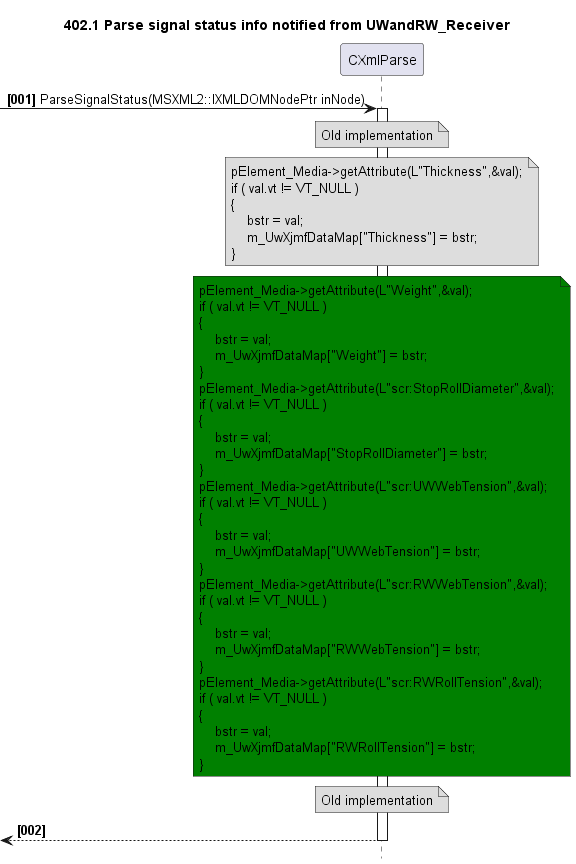 402.1 Parse signal status info notified from UWandRW_Receiver
CXmlParse
[001] ParseSignalStatus(MSXML2::IXMLDOMNodePtr inNode)
Old implementation
pElement_Media->getAttribute(L"Thickness",&val);
if ( val.vt != VT_NULL )
{
bstr = val;
m_UwXjmfDataMap["Thickness"] = bstr;
}
pElement_Media->getAttribute(L"Weight",&val);
if ( val.vt != VT_NULL )
{
bstr = val;
m_UwXjmfDataMap["Weight"] = bstr;
}
pElement_Media->getAttribute(L"scr:StopRollDiameter",&val);
if ( val.vt != VT_NULL )
{
bstr = val;
m_UwXjmfDataMap["StopRollDiameter"] = bstr;
}
pElement_Media->getAttribute(L"scr:UWWebTension",&val);
if ( val.vt != VT_NULL )
{
bstr = val;
m_UwXjmfDataMap["UWWebTension"] = bstr;
}
pElement_Media->getAttribute(L"scr:RWWebTension",&val);
if ( val.vt != VT_NULL )
{
bstr = val;
m_UwXjmfDataMap["RWWebTension"] = bstr;
}
pElement_Media->getAttribute(L"scr:RWRollTension",&val);
if ( val.vt != VT_NULL )
{
bstr = val;
m_UwXjmfDataMap["RWRollTension"] = bstr;
}
Old implementation
[002]